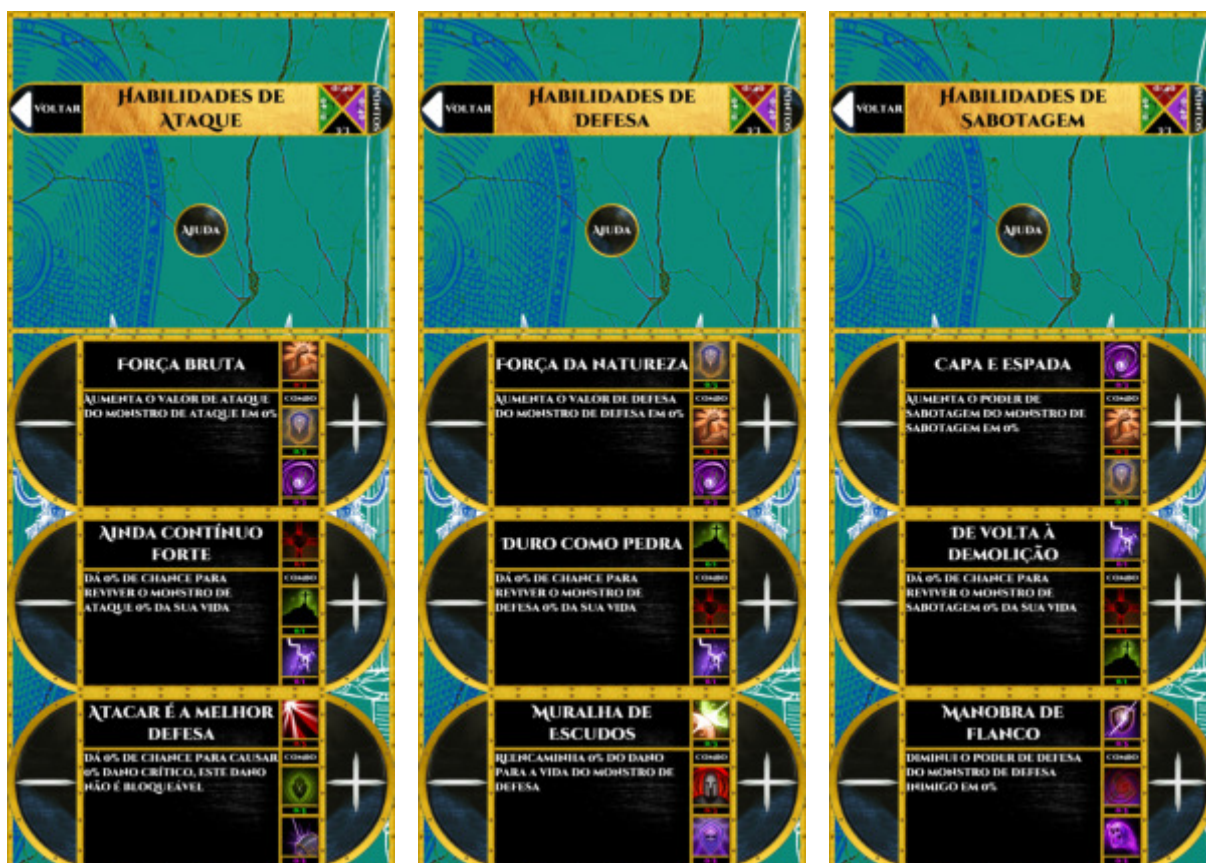 VOLTAR
HABILIDADES DE
ATAQUE
PONTOS
AJUDA
FORÇA BRUTA
AUMENTA O VALOR DE ATAQUE
DO MONSTRO DE ATAQUE EM 0%
COMBO
AINDA CONTÍNUO
FORTE
DÁ 0% DE CHANCE PARA
REVIVER O MONSTRO DE
ATAQUE 0% DA SUA VIDA
COMBO
ATACAR É A MELHOR
DEFESA
DÁ 0% DE CHANCE PARA CAUSAR
0% DANO CRÍTICO, ESTE DANO
NÃO É BLOQUEÁVEL
COMBO
VOLTAR
HABILIDADES DE
DEFESA
PONTOS
AJUDA
FORÇA DA NATUREZA
AUMENTA O VALOR DE DEFESA
DO MONSTRO DE DEFESA EM 0%
COMBO
DURO COMO PEDRA
DÁ 0% DE CHANCE PARA
REVIVER O MONSTRO DE
DEFESA 0% DA SUA VIDA
COMBO
MURALHA DE
ESCUDOS
REENCAMINHA 0% DO DANO
PARA A VIDA DO MONSTRO DE
DEFESA
COMBO
VOLTAR
HABILIDADES DE
SABOTAGEM
PONTOS
AJUDA
CAPA E ESPADA
AUMENTA O PODER DE
SABOTAGEM DO MONSTRO DE
SABOTAGEM EM 0%
COMBO
DE VOLTA À
DEMOLIÇÃO
DÁ 0% DE CHANCE PARA
REVIVER O MONSTRO DE
SABOTAGEM 0% DA SUA VIDA
COMBO
MANOBRA DE
FLANCO
DIMINUI O PODER DE DEFESA
DO MONSTRO DE DEFESA
INIMIGO EM 0%
COMBO